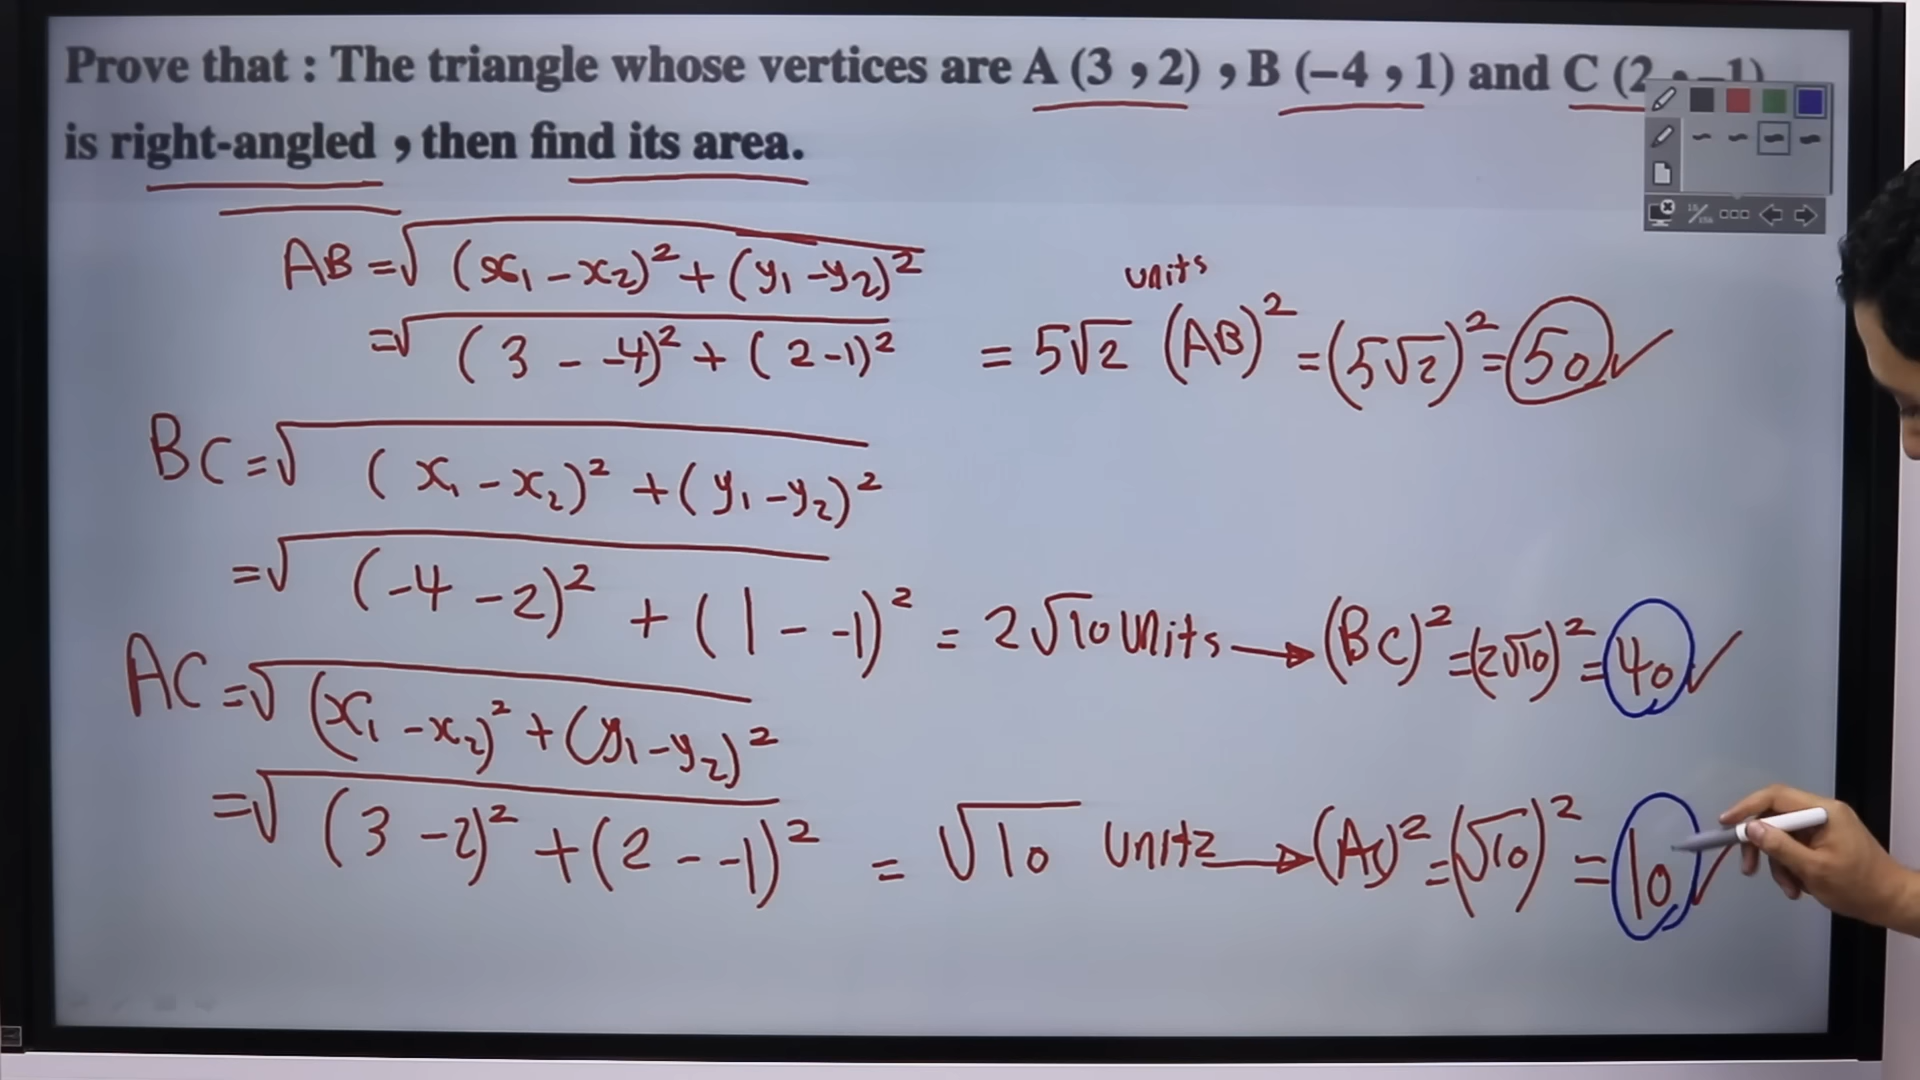 Prove that : The triangle whose vertices are A (3 , 2) , B (–4 , 1) and C (2 , –1)
is right-angled , then find its area.
AB = √(x₁ - x₂)² + (y₁ - y₂)²
units
= √(3 - -4)² + (2 - 1)² = 5√2 (AB)² = (5√2)² = 50 ✓
BC = √(x₁ - x₂)² + (y₁ - y₂)²
= √(-4 - 2)² + (1 - -1)² = 2√10 units → (BC)² = (2√10)² = 40 ✓
AC = √(x₁ - x₂)² + (y₁ - y₂)²
= √(3 - 2)² + (2 - -1)² = √10 units → (AC)² = (√10)² = 10 ✓